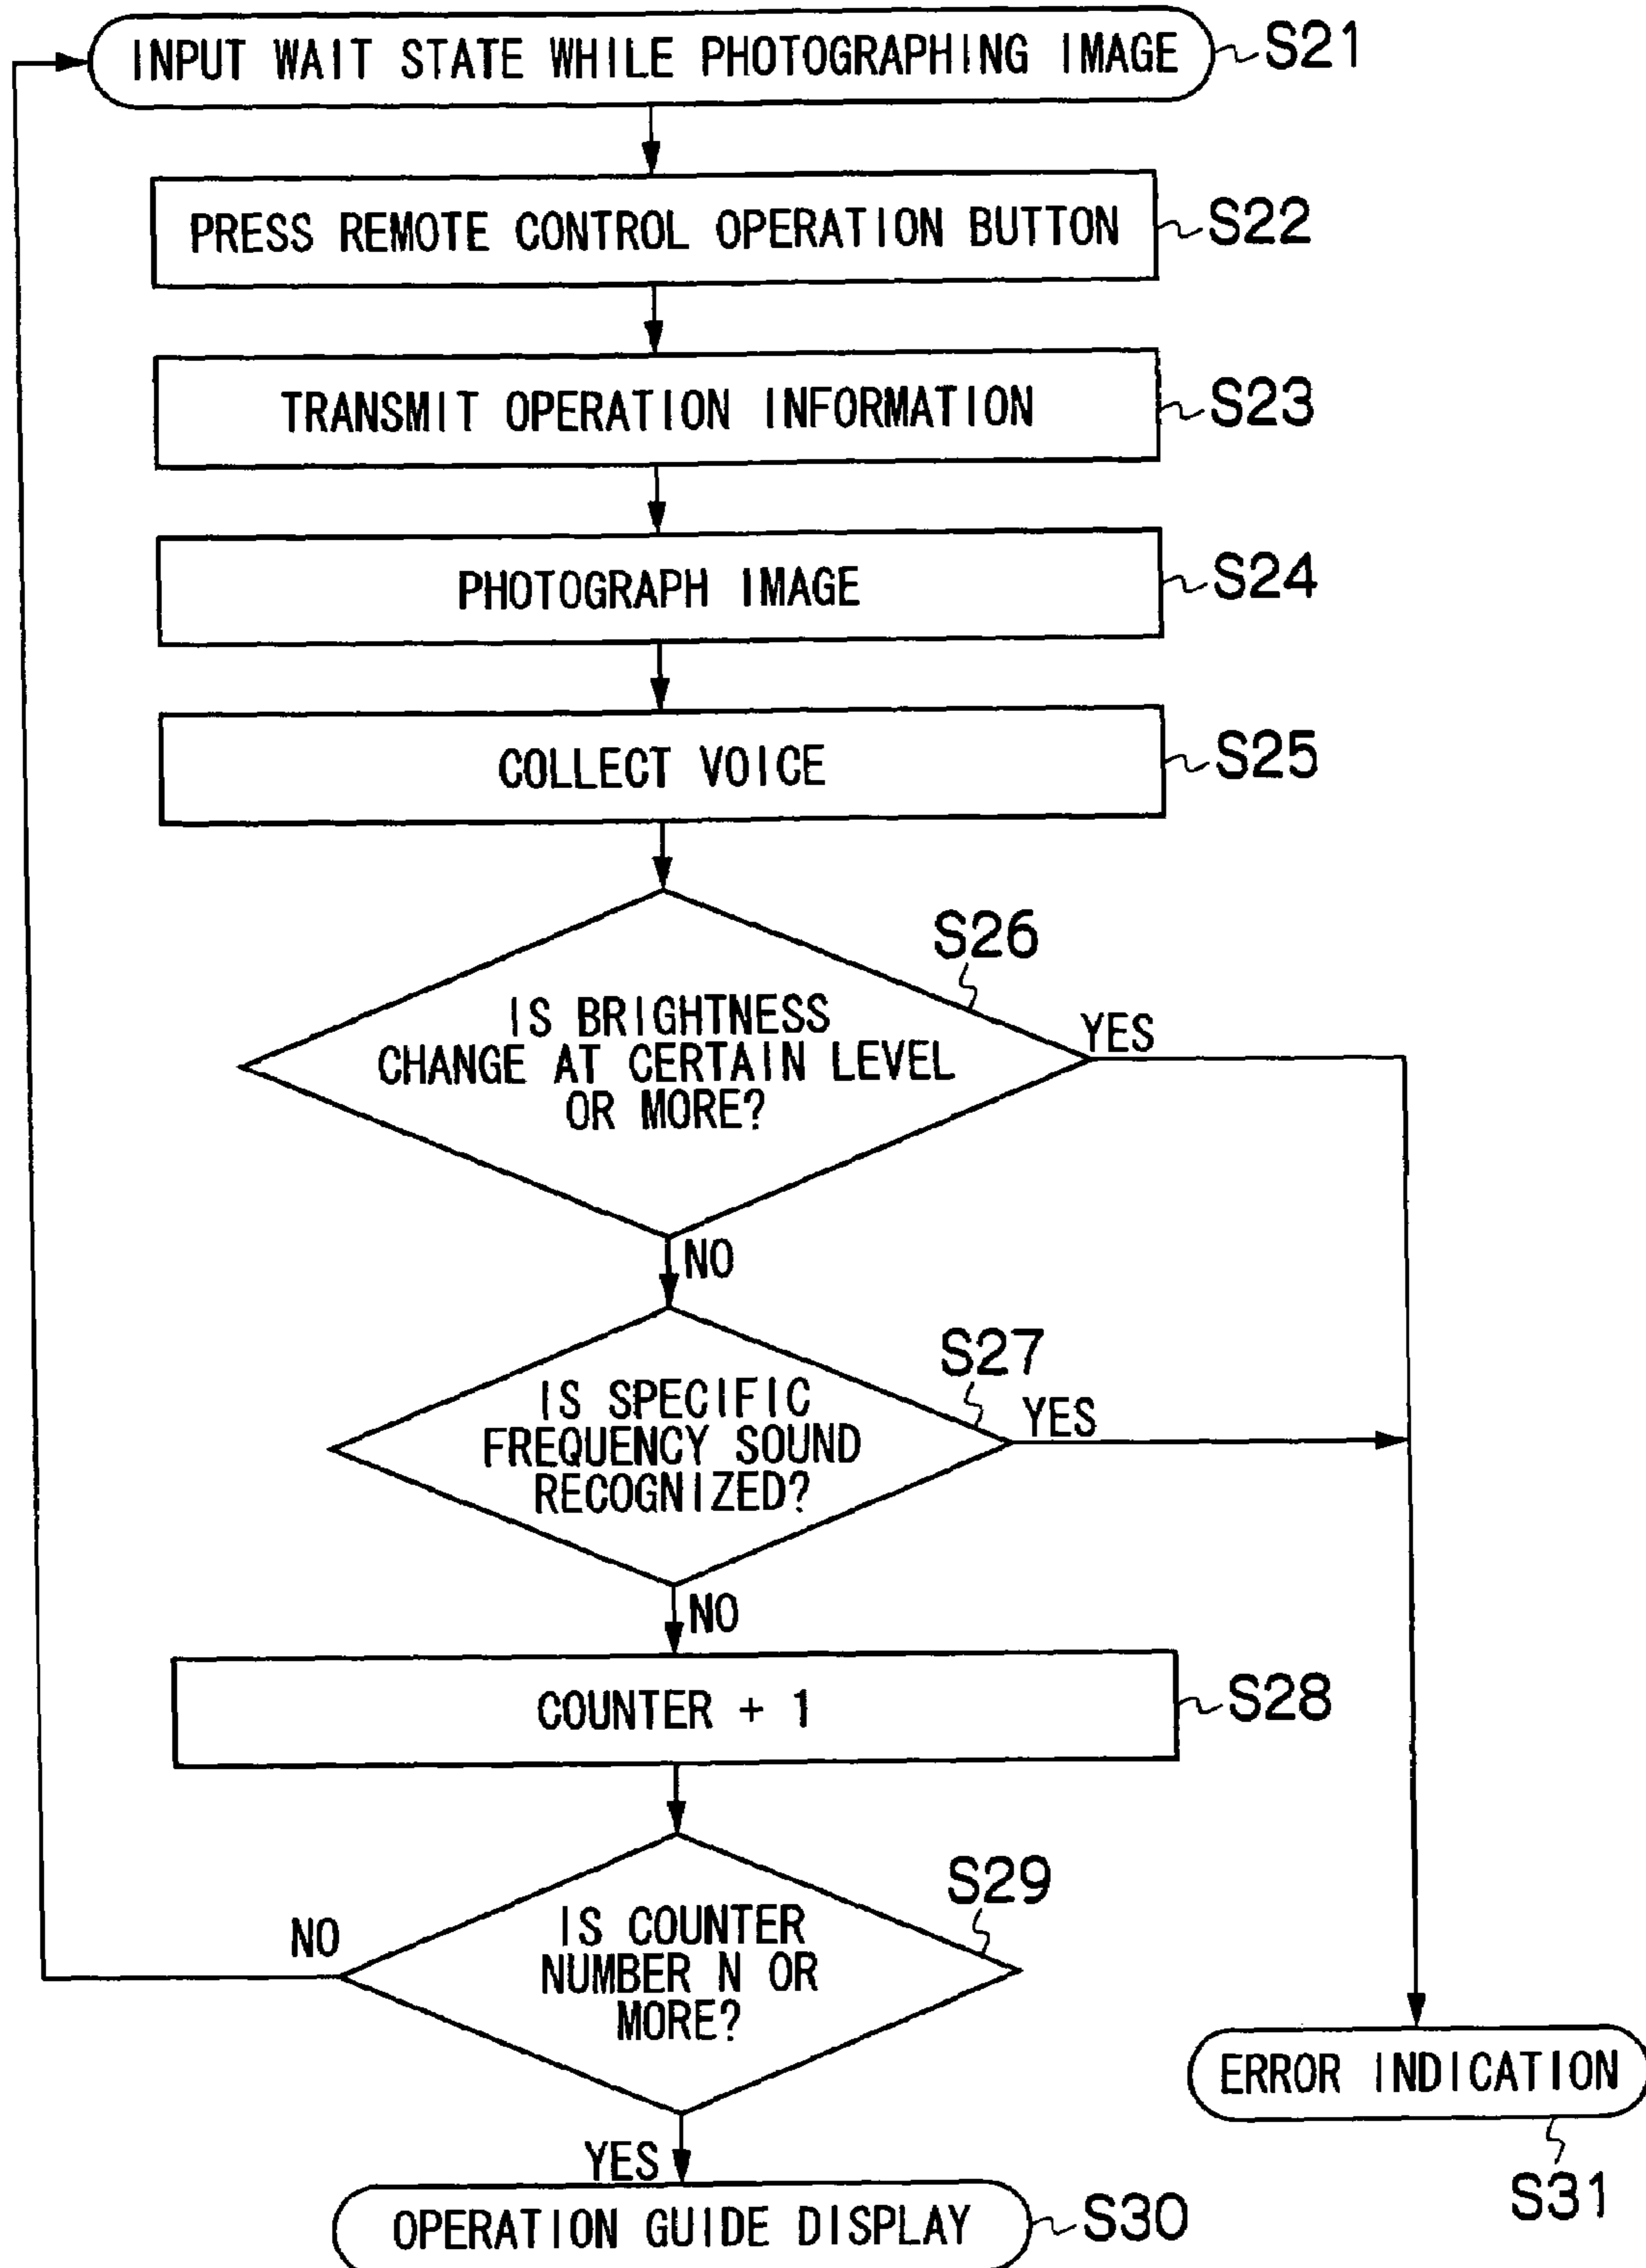 INPUT WAIT STATE WHILE PHOTOGRAPHING IMAGE
S21
PRESS REMOTE CONTROL OPERATION BUTTON
S22
TRANSMIT OPERATION INFORMATION
S23
PHOTOGRAPH IMAGE
S24
COLLECT VOICE
S25
S26
IS BRIGHTNESS
CHANGE AT CERTAIN LEVEL
OR MORE?
YES
NO
S27
IS SPECIFIC
FREQUENCY SOUND
RECOGNIZED?
YES
NO
COUNTER + 1
S28
S29
IS COUNTER
NUMBER N OR
MORE?
NO
YES
ERROR INDICATION
S31
OPERATION GUIDE DISPLAY
S30